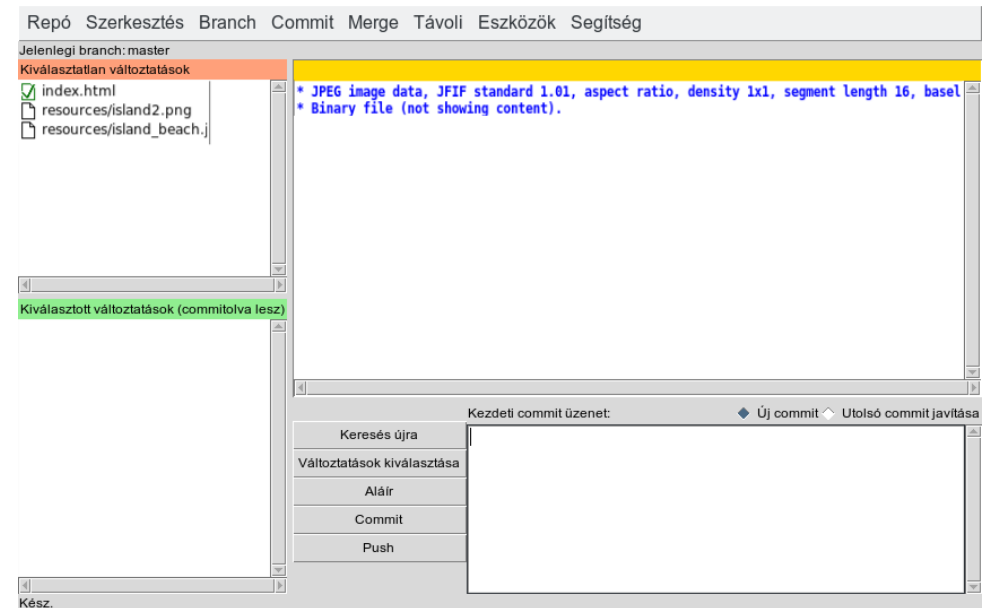 Repó Szerkesztés Branch Commit Merge Távoli Eszközök Segítség
Jelenlegi branch: master
Kiválasztatlan változtatások
index.html
resources/island2.png
resources/island_beach.j
* JPEG image data, JFIF standard 1.01, aspect ratio, density 1x1, segment length 16, basel
* Binary file (not showing content).
Kiválasztott változtatások (commitolva lesz)
Kezdeti commit üzenet:
Új commit
Utolsó commit javítása
Keresés újra
Változtatások kiválasztása
Aláír
Commit
Push
Kész.